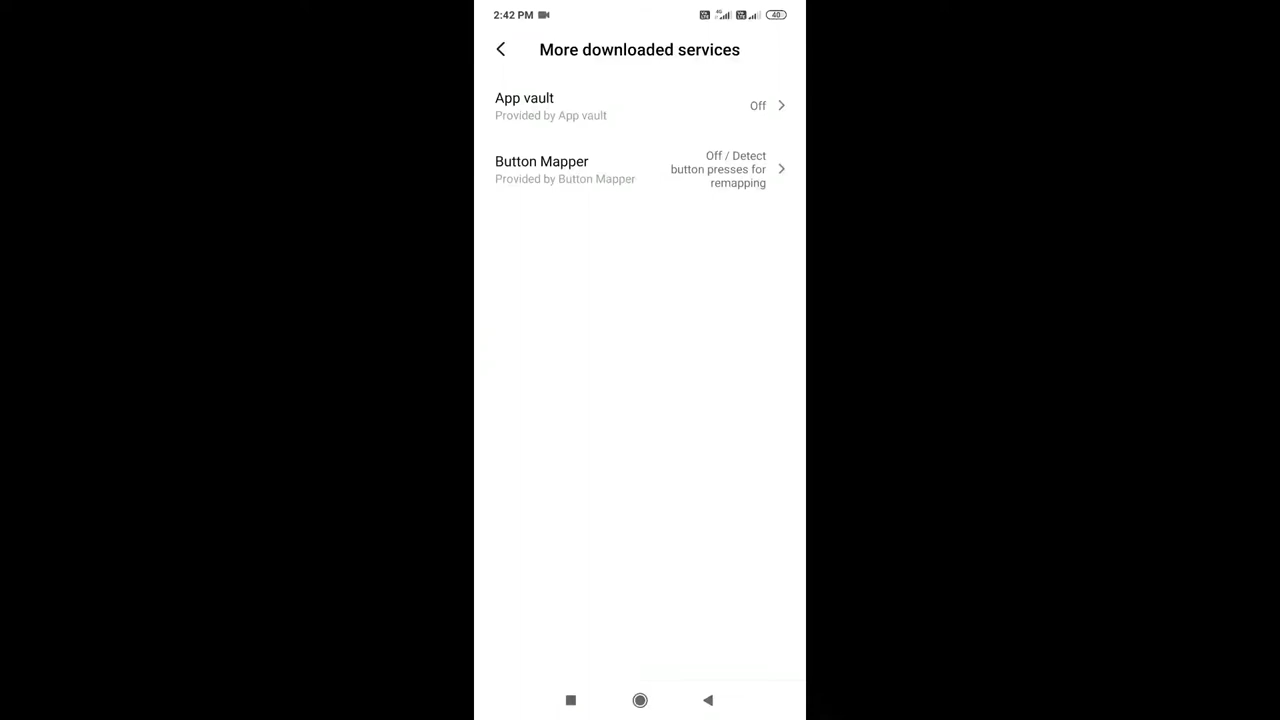 2:42 PM
40
More downloaded services
App vault
Provided by App vault
Off
Button Mapper
Provided by Button Mapper
Off / Detect
button presses for
remapping